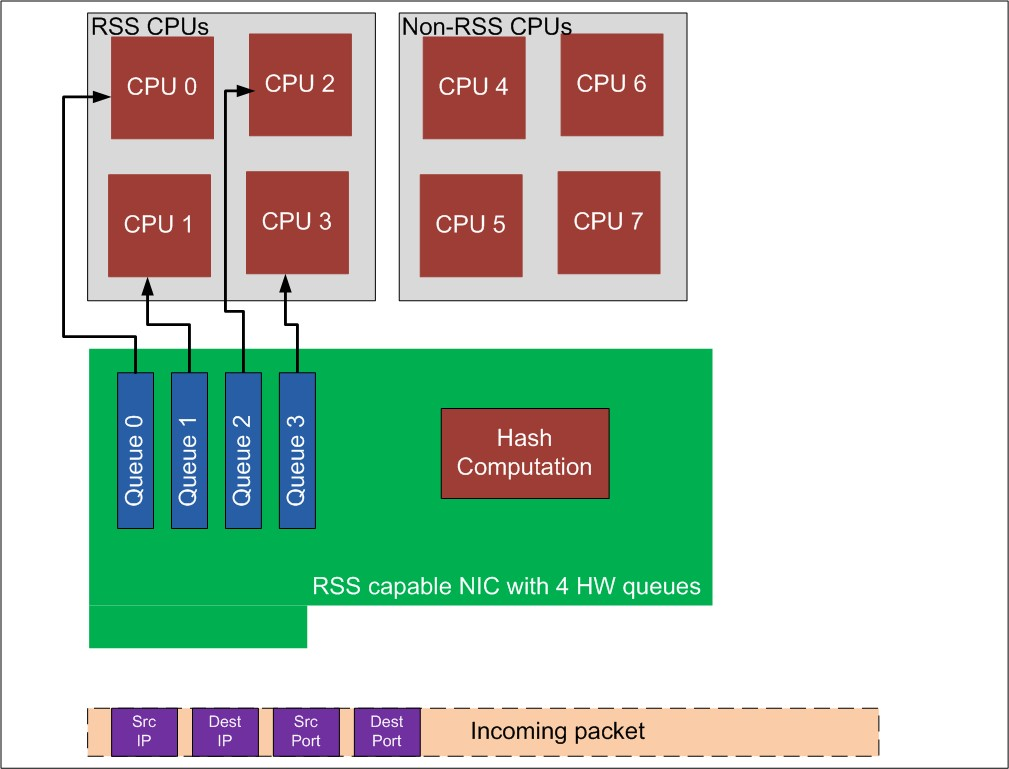 RSS CPUs
Non-RSS CPUs
CPU 0
CPU 2
CPU 4
CPU 6
CPU 1
CPU 3
CPU 5
CPU 7
Queue 0
Queue 1
Queue 2
Queue 3
Hash
Computation
RSS capable NIC with 4 HW queues
Src
IP
Dest
IP
Src
Port
Dest
Port
Incoming packet